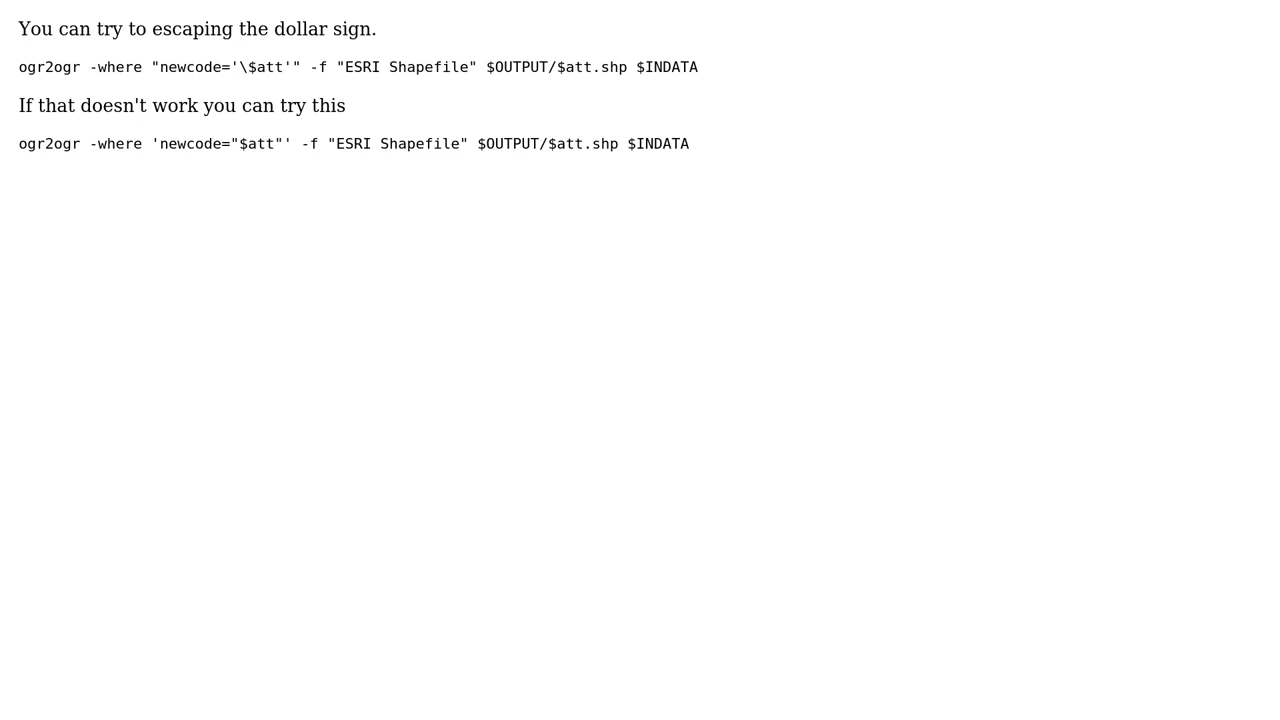 You can try to escaping the dollar sign.
ogr2ogr -where "newcode='\$att'" -f "ESRI Shapefile" $OUTPUT/$att.shp $INDATA
If that doesn't work you can try this
ogr2ogr -where 'newcode="$att"' -f "ESRI Shapefile" $OUTPUT/$att.shp $INDATA